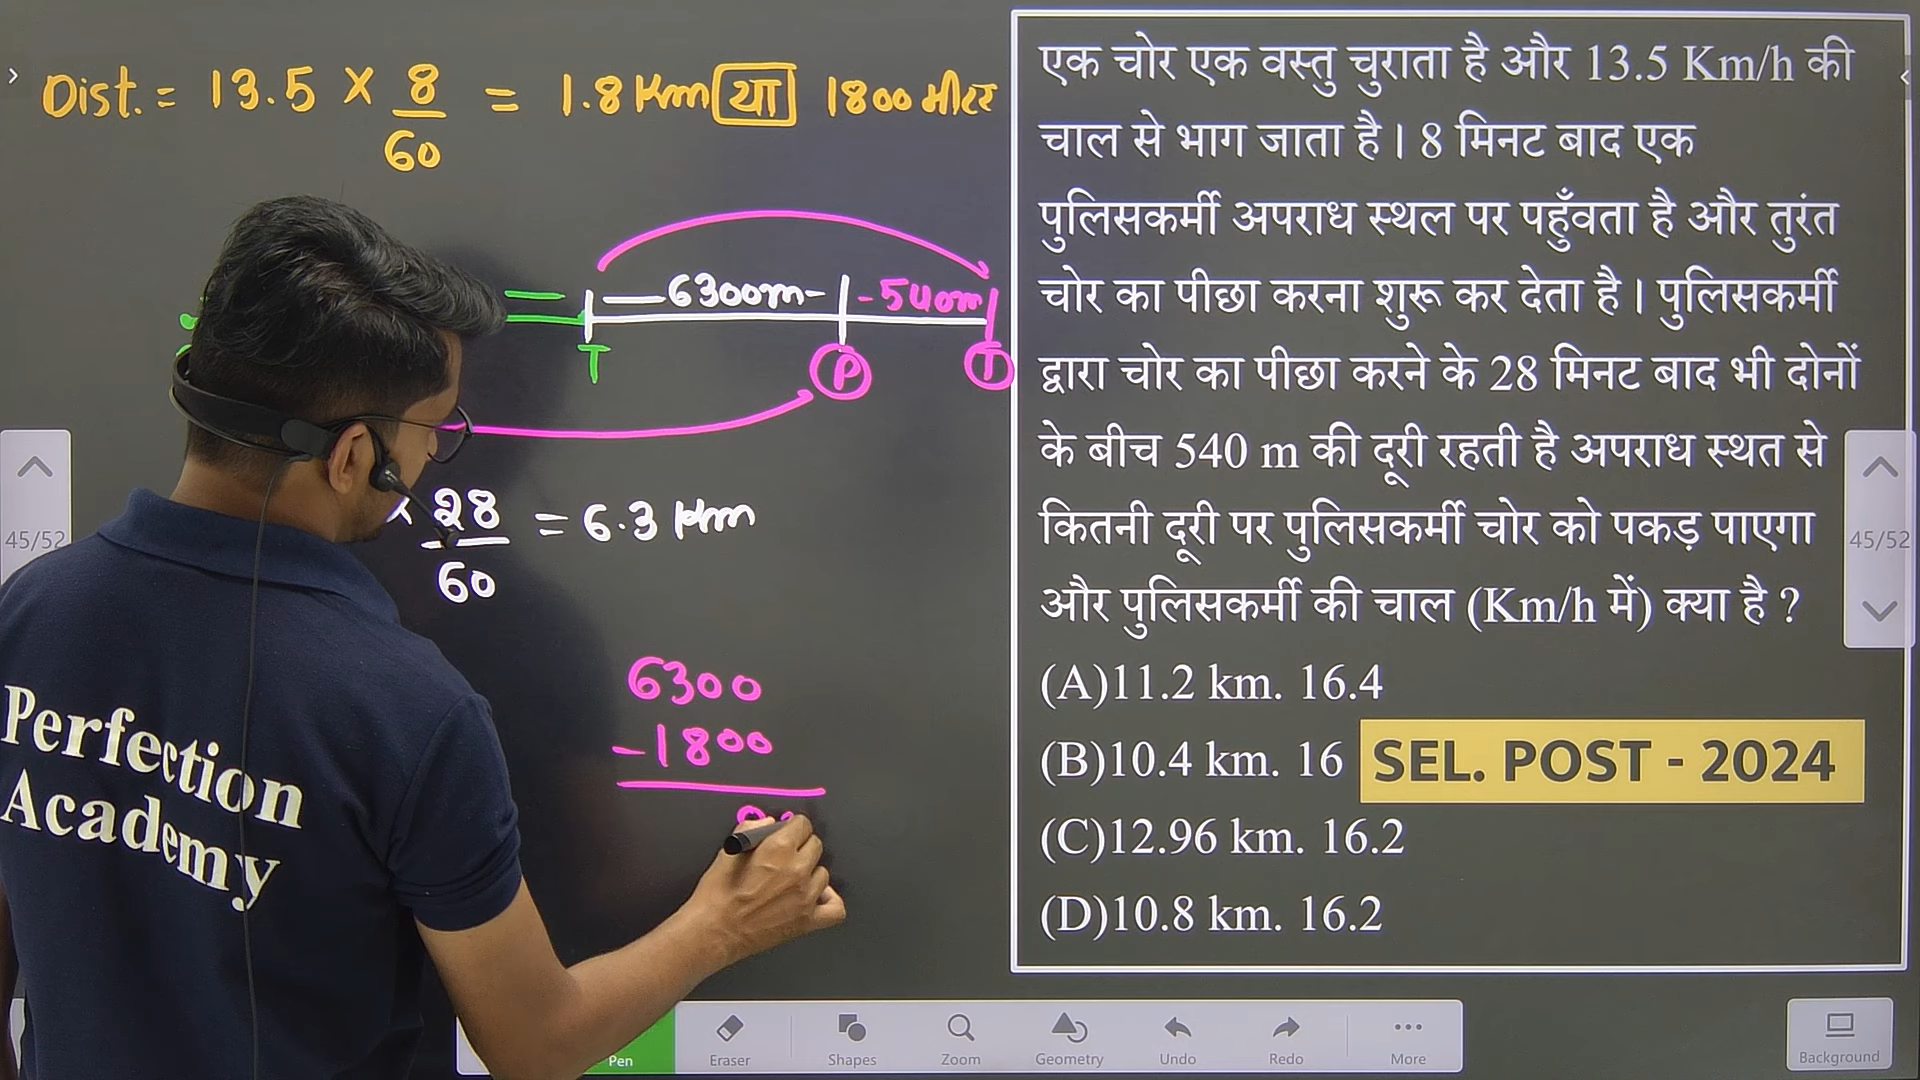 Dist. = 13.5 × 8/60 = 1.8 Km या 1800 मीटर
6300m
540m
T
P
T
× 28/60 = 6.3 Km
6300
-1800
Perfection
Academy
एक चोर एक वस्तु चुराता है और 13.5 Km/h की
चाल से भाग जाता है। 8 मिनट बाद एक
पुलिसकर्मी अपराध स्थल पर पहुँवता है और तुरंत
चोर का पीछा करना शुरू कर देता है। पुलिसकर्मी
द्वारा चोर का पीछा करने के 28 मिनट बाद भी दोनों
के बीच 540 m की दूरी रहती है अपराध स्थत से
कितनी दूरी पर पुलिसकर्मी चोर को पकड़ पाएगा
और पुलिसकर्मी की चाल (Km/h में) क्या है ?
(A)11.2 km. 16.4
(B)10.4 km. 16
SEL. POST - 2024
(C)12.96 km. 16.2
(D)10.8 km. 16.2
45/52
45/52
Pen
Eraser
Shapes
Zoom
Geometry
Undo
Redo
More
Background